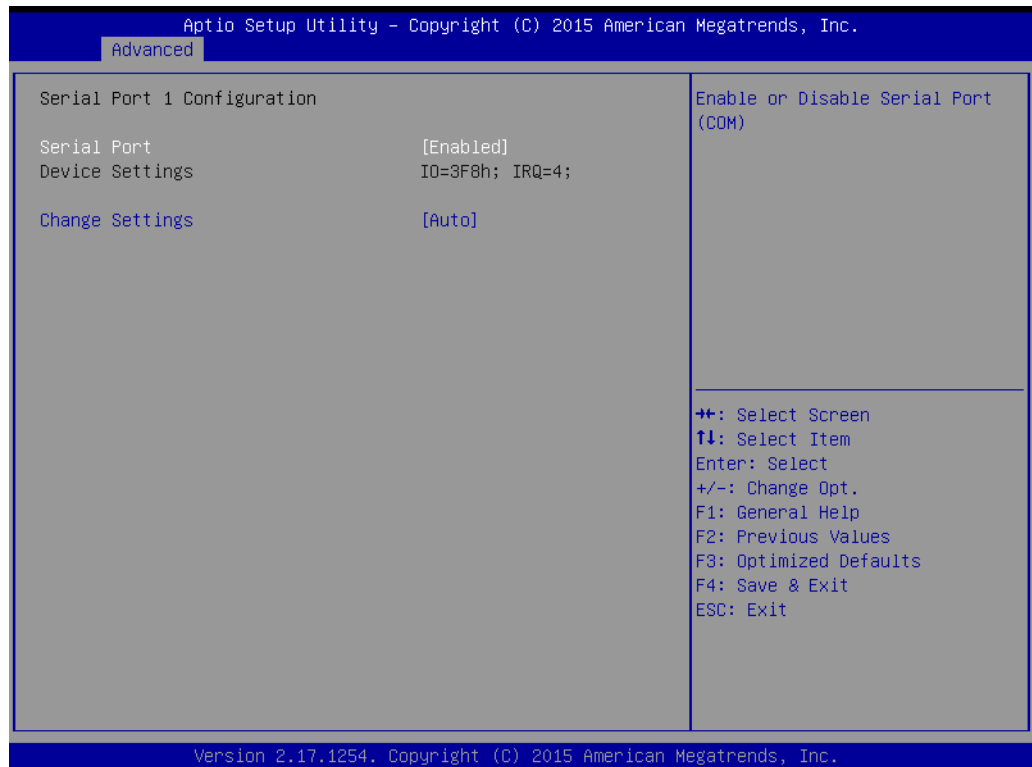 Aptio Setup Utility – Copyright (C) 2015 American Megatrends, Inc.
Advanced
Serial Port 1 Configuration
Serial Port [Enabled]
Device Settings IO=3F8h; IRQ=4;
Change Settings [Auto]
Enable or Disable Serial Port
(COM)
→←: Select Screen
↑↓: Select Item
Enter: Select
+/-: Change Opt.
F1: General Help
F2: Previous Values
F3: Optimized Defaults
F4: Save & Exit
ESC: Exit
Version 2.17.1254. Copyright (C) 2015 American Megatrends, Inc.